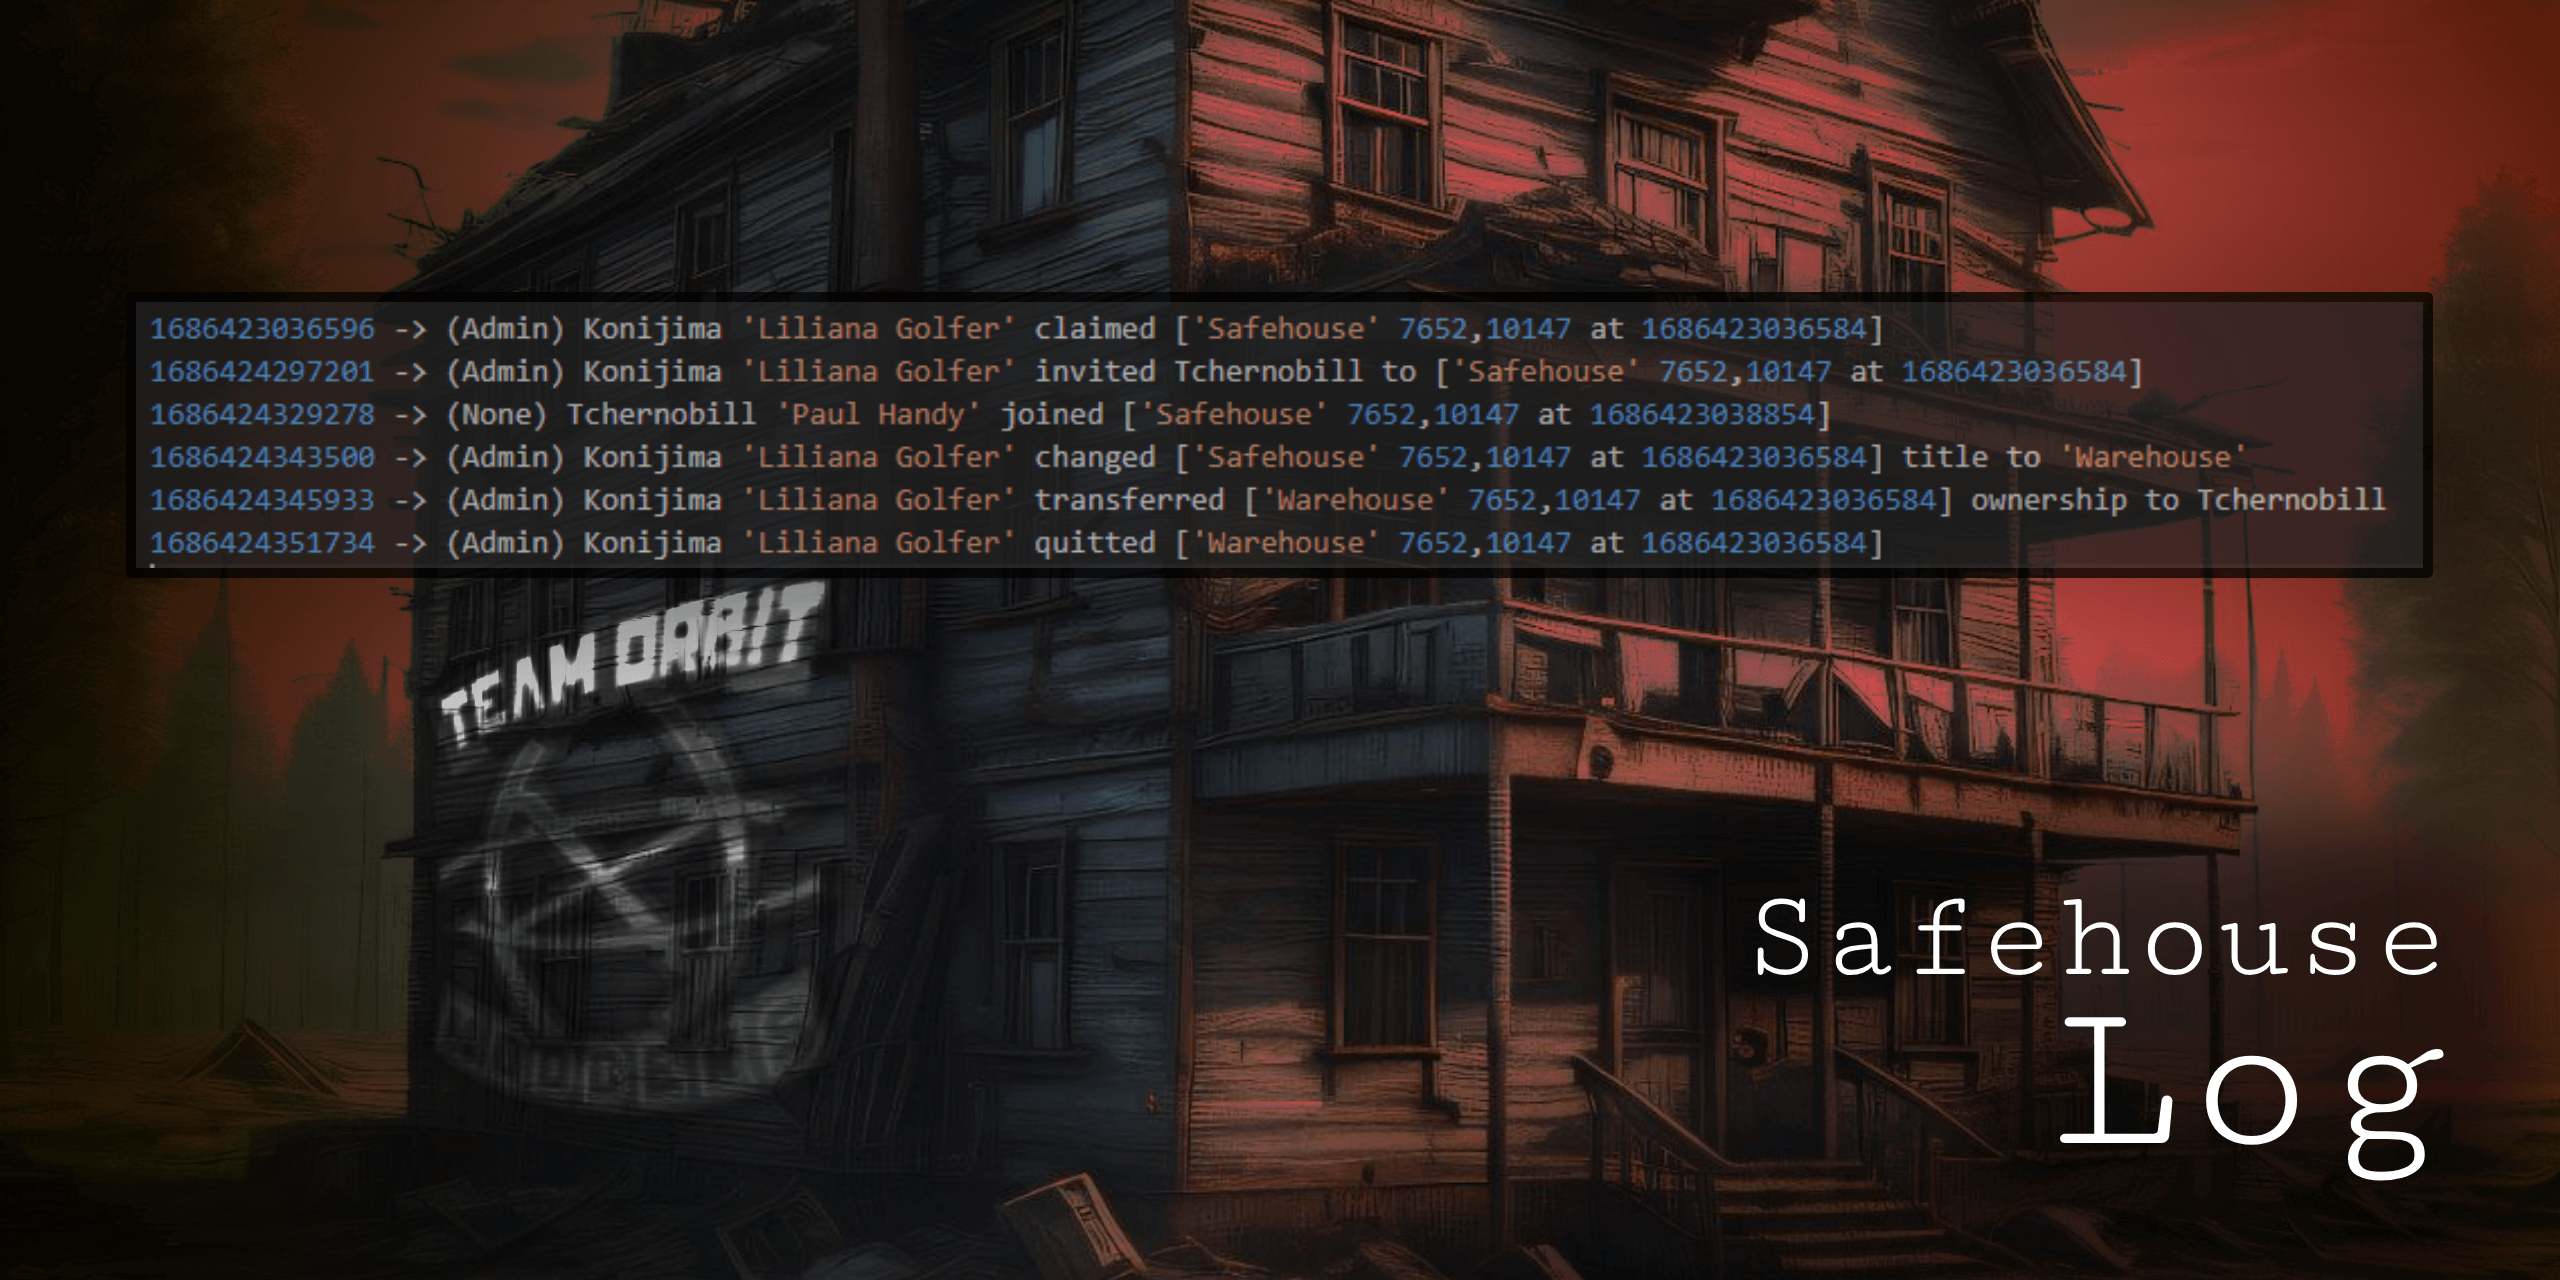 1686423036596 -> (Admin) Konijima 'Liliana Golfer' claimed ['Safehouse' 7652,10147 at 1686423036584]
1686424297201 -> (Admin) Konijima 'Liliana Golfer' invited Tchernobill to ['Safehouse' 7652,10147 at 1686423036584]
1686424329278 -> (None) Tchernobill 'Paul Handy' joined ['Safehouse' 7652,10147 at 1686423038854]
1686424343500 -> (Admin) Konijima 'Liliana Golfer' changed ['Safehouse' 7652,10147 at 1686423036584] title to 'Warehouse'
1686424345933 -> (Admin) Konijima 'Liliana Golfer' transferred ['Warehouse' 7652,10147 at 1686423036584] ownership to Tchernobill
1686424351734 -> (Admin) Konijima 'Liliana Golfer' quitted ['Warehouse' 7652,10147 at 1686423036584]
TEAM ORBIT
Safehouse
Log